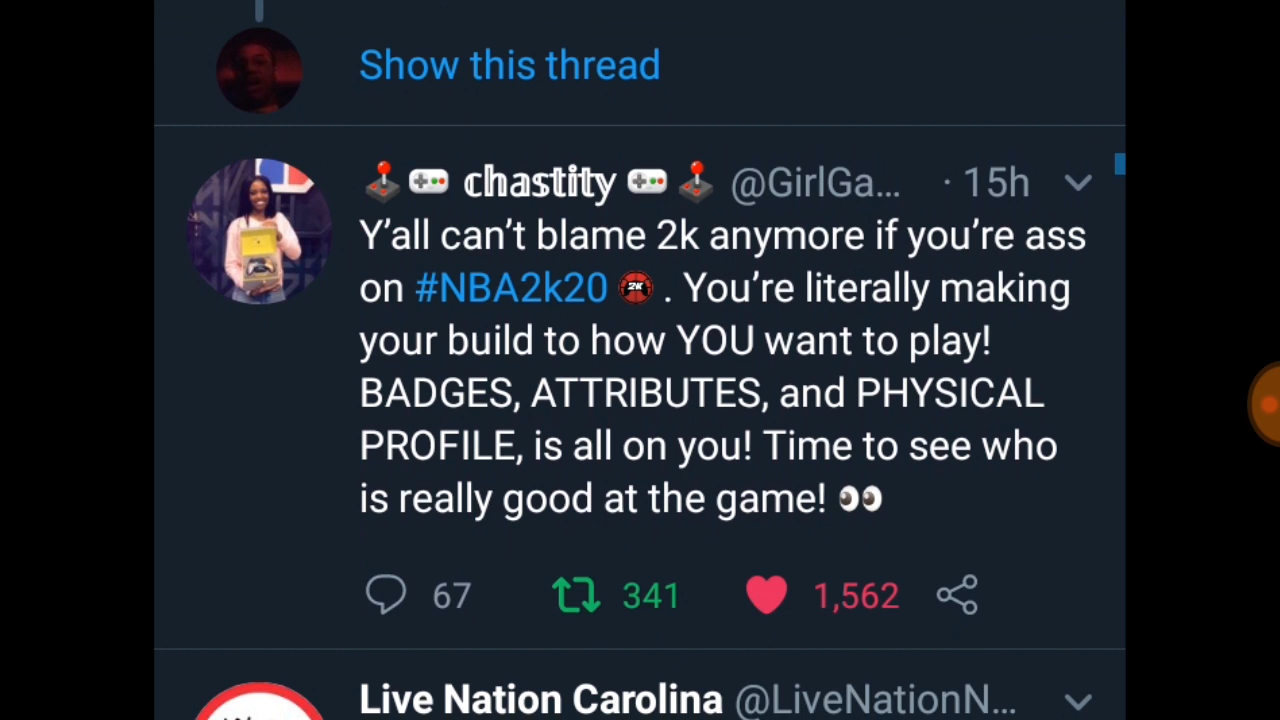 Show this thread
🕹️🎮 chastity 🎮🕹️ @GirlGa... · 15h
Y’all can’t blame 2k anymore if you’re ass
on #NBA2k20 2K . You’re literally making
your build to how YOU want to play!
BADGES, ATTRIBUTES, and PHYSICAL
PROFILE, is all on you! Time to see who
is really good at the game! 👀
67 341 1,562
Live Nation Carolina @LiveNationN...